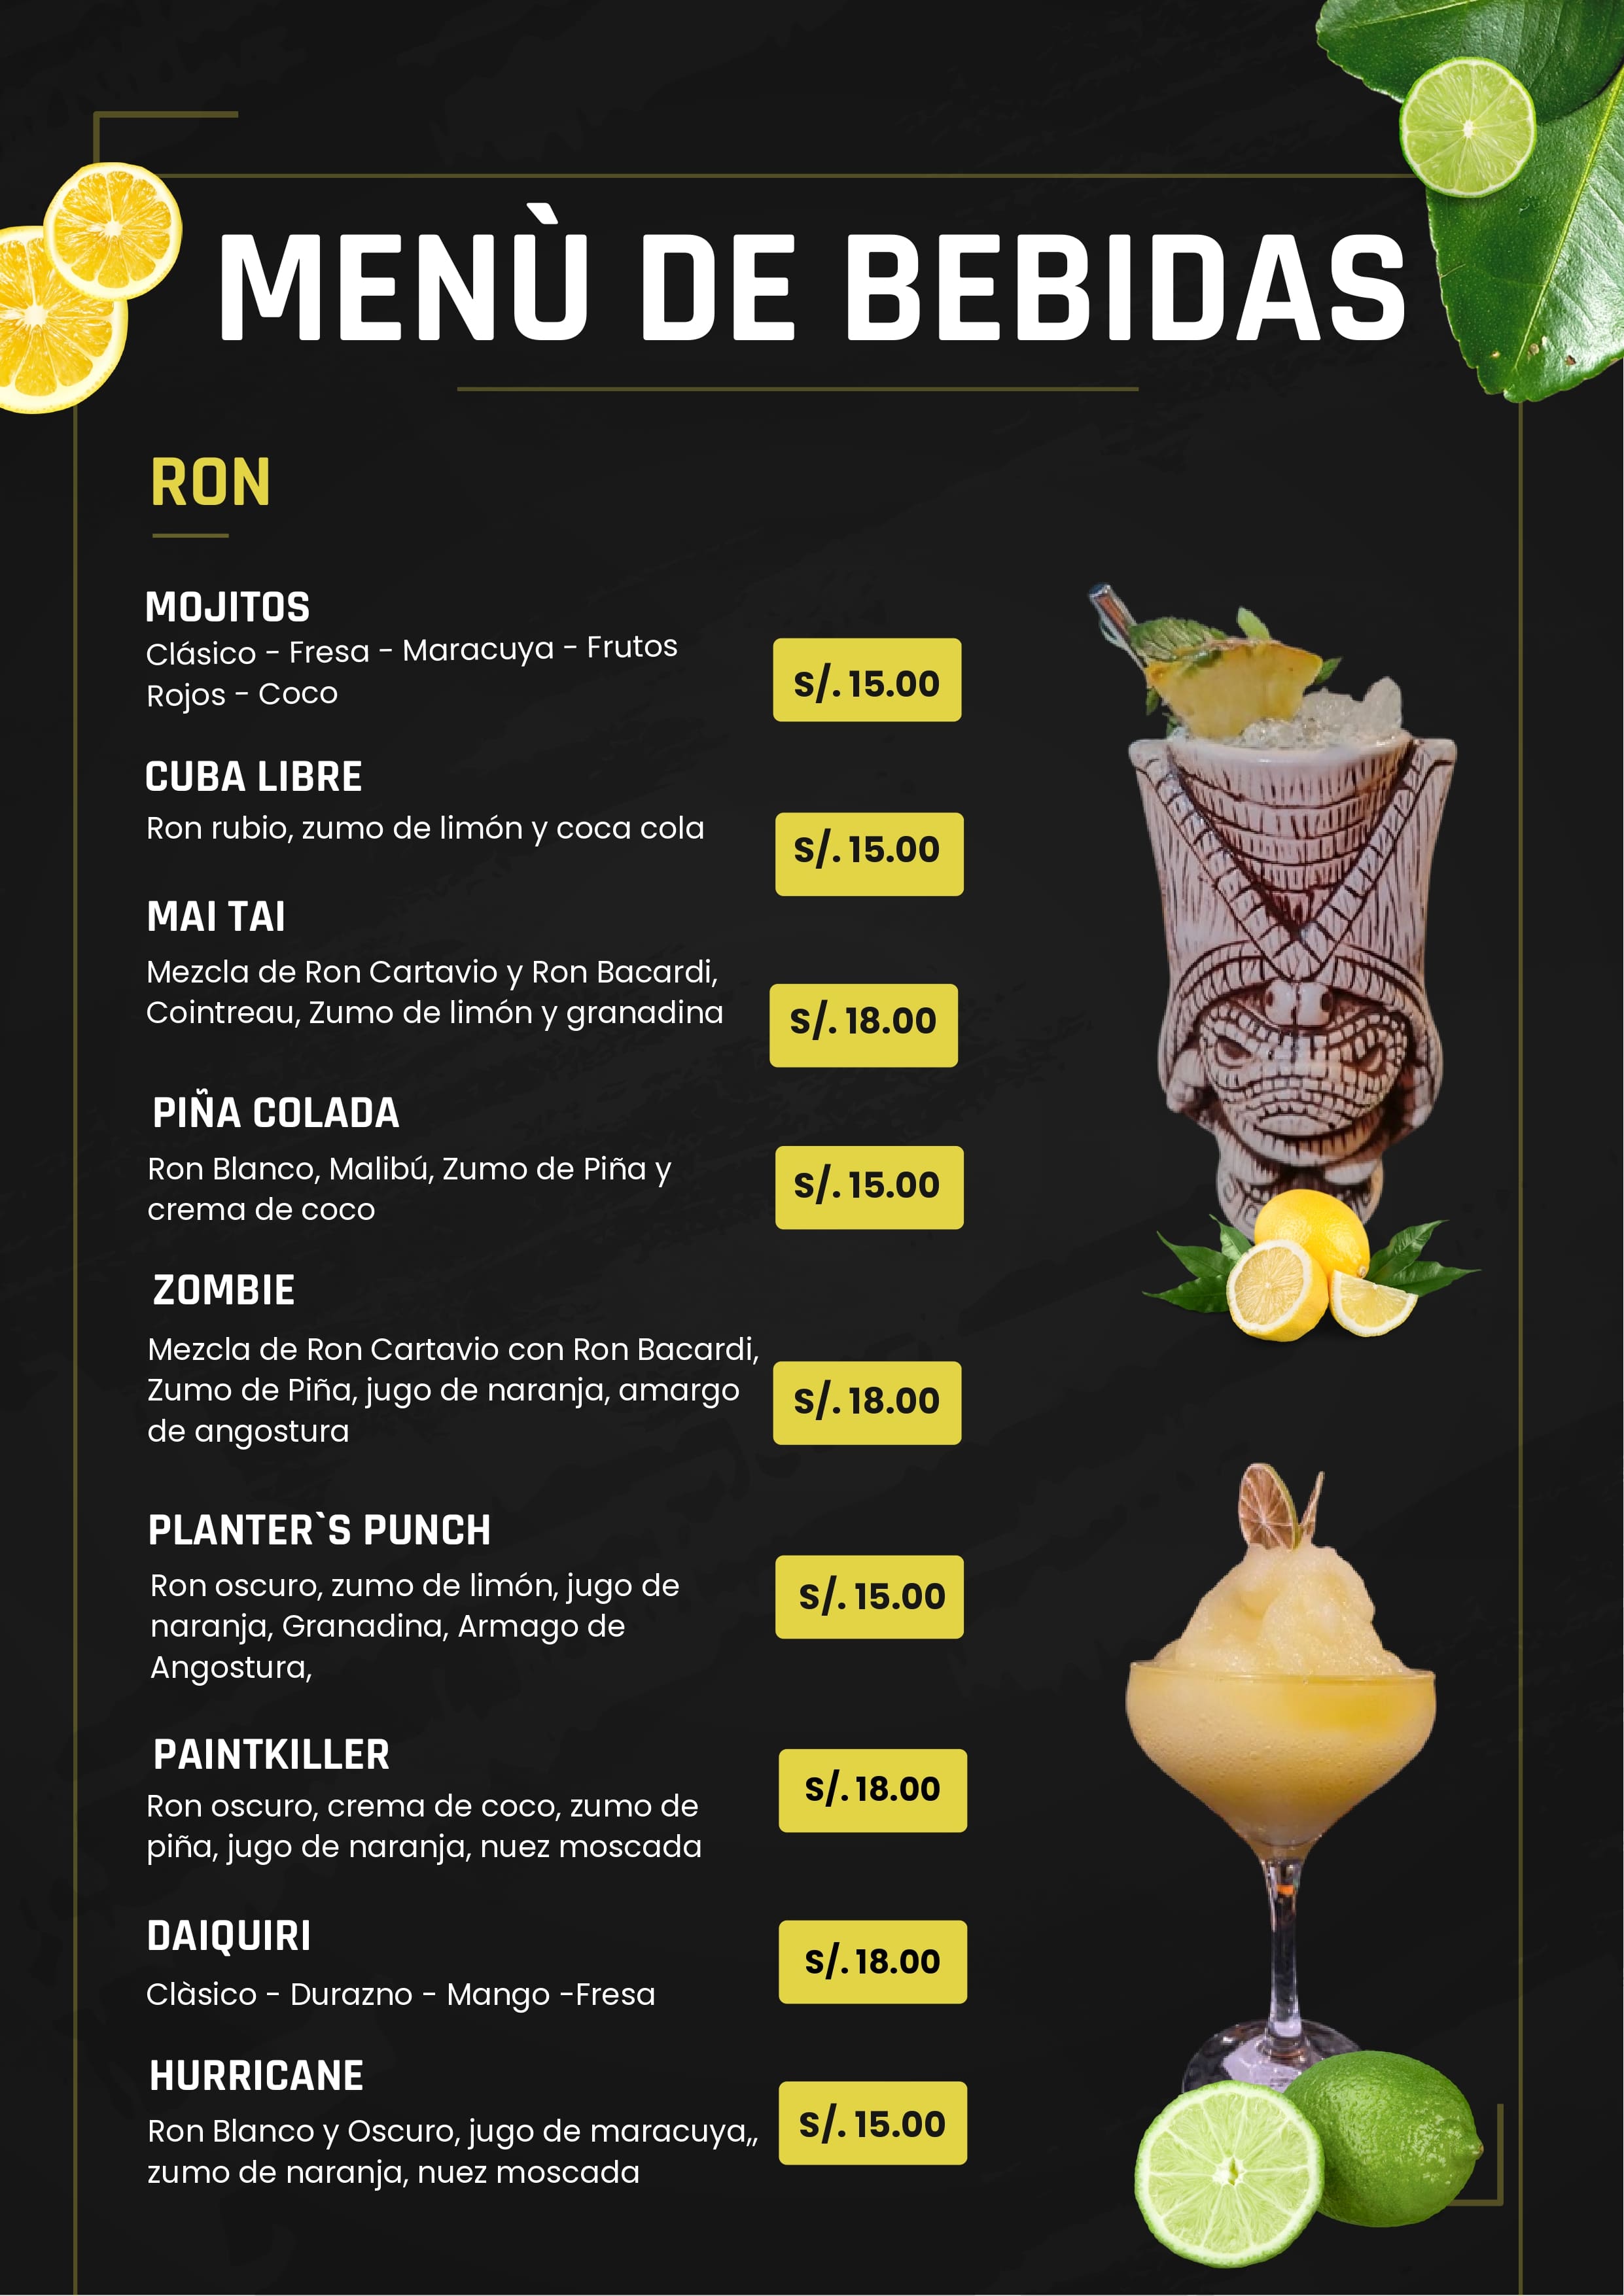 MENÙ DE BEBIDAS
RON
MOJITOS
Clásico - Fresa - Maracuya - Frutos
Rojos - Coco
S/. 15.00
CUBA LIBRE
Ron rubio, zumo de limón y coca cola
S/. 15.00
MAI TAI
Mezcla de Ron Cartavio y Ron Bacardi,
Cointreau, Zumo de limón y granadina
S/. 18.00
PIÑA COLADA
Ron Blanco, Malibú, Zumo de Piña y
crema de coco
S/. 15.00
ZOMBIE
Mezcla de Ron Cartavio con Ron Bacardi,
Zumo de Piña, jugo de naranja, amargo
de angostura
S/. 18.00
PLANTER`S PUNCH
Ron oscuro, zumo de limón, jugo de
naranja, Granadina, Armago de
Angostura,
S/. 15.00
PAINTKILLER
Ron oscuro, crema de coco, zumo de
piña, jugo de naranja, nuez moscada
S/. 18.00
DAIQUIRI
Clàsico - Durazno - Mango -Fresa
S/. 18.00
HURRICANE
Ron Blanco y Oscuro, jugo de maracuya,,
zumo de naranja, nuez moscada
S/. 15.00